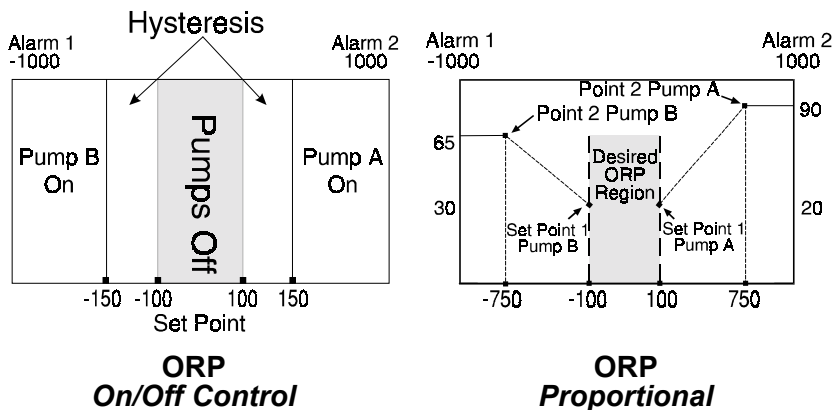 Hysteresis
Alarm 1
-1000
Alarm 2
1000
Pump B
On
Pumps Off
Pump A
On
-150 -100 100 150
Set Point
ORP
On/Off Control
Alarm 1
-1000
Alarm 2
1000
Point 2 Pump A
Point 2 Pump B
65
90
Desired
ORP
Region
30
20
Set Point 1
Pump B
Set Point 1
Pump A
-750 -100 100 750
ORP
Proportional